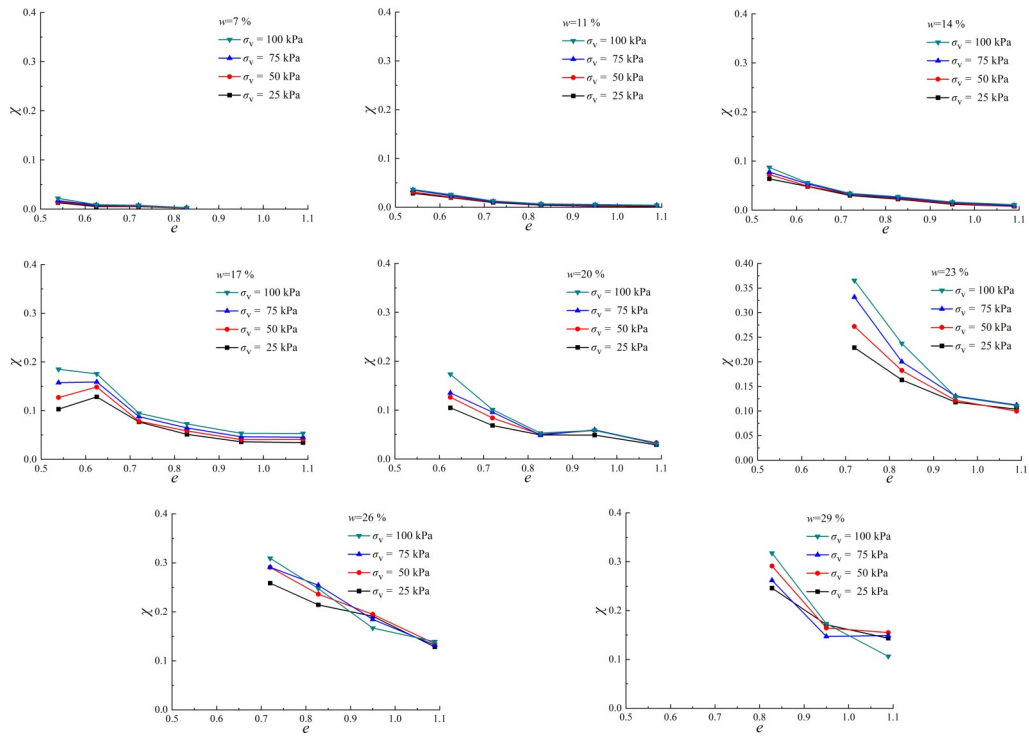 w=7 %
σv = 100 kPa
σv = 75 kPa
σv = 50 kPa
σv = 25 kPa
0.4
0.3
0.2
0.1
0.0
χ
0.5 0.6 0.7 0.8 0.9 1.0 1.1
e
w=11 %
σv = 100 kPa
σv = 75 kPa
σv = 50 kPa
σv = 25 kPa
0.4
0.3
0.2
0.1
0.0
χ
0.5 0.6 0.7 0.8 0.9 1.0 1.1
e
w=14 %
σv = 100 kPa
σv = 75 kPa
σv = 50 kPa
σv = 25 kPa
0.4
0.3
0.2
0.1
0.0
χ
0.5 0.6 0.7 0.8 0.9 1.0 1.1
e
w=17 %
σv = 100 kPa
σv = 75 kPa
σv = 50 kPa
σv = 25 kPa
0.4
0.3
0.2
0.1
0.0
χ
0.5 0.6 0.7 0.8 0.9 1.0 1.1
e
w=20 %
σv = 100 kPa
σv = 75 kPa
σv = 50 kPa
σv = 25 kPa
0.4
0.3
0.2
0.1
0.0
χ
0.5 0.6 0.7 0.8 0.9 1.0 1.1
e
w=23 %
σv = 100 kPa
σv = 75 kPa
σv = 50 kPa
σv = 25 kPa
0.40
0.35
0.30
0.25
0.20
0.15
0.10
0.05
0.0
χ
0.5 0.6 0.7 0.8 0.9 1.0 1.1
e
w=26 %
σv = 100 kPa
σv = 75 kPa
σv = 50 kPa
σv = 25 kPa
0.4
0.3
0.2
0.1
0.0
χ
0.5 0.6 0.7 0.8 0.9 1.0 1.1
e
w=29 %
σv = 100 kPa
σv = 75 kPa
σv = 50 kPa
σv = 25 kPa
0.4
0.3
0.2
0.1
0.0
χ
0.5 0.6 0.7 0.8 0.9 1.0 1.1
e